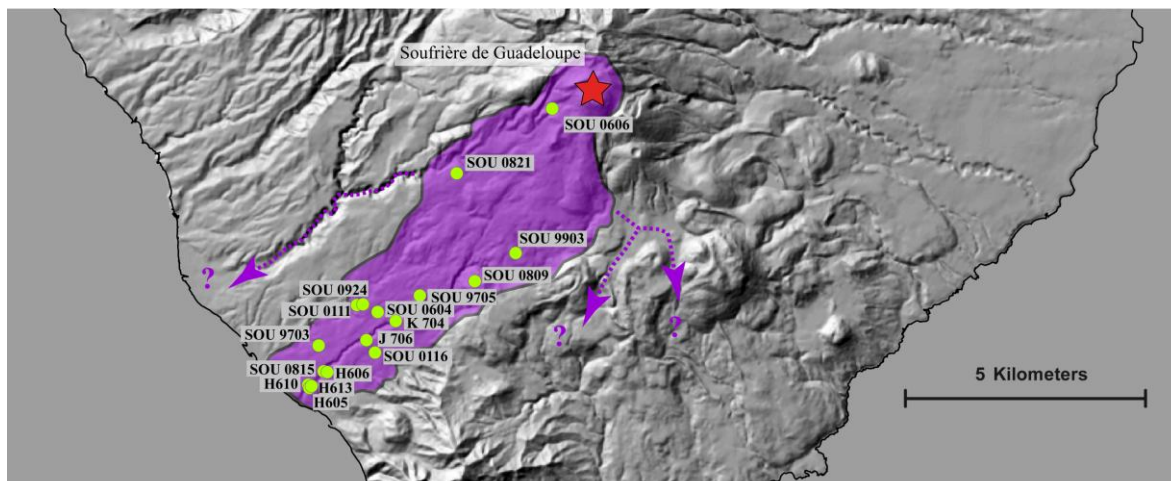 Soufrière de Guadeloupe
SOU 0606
SOU 0821
SOU 9903
?
SOU 0809
SOU 0924
SOU 9705
SOU 0111
SOU 0604
K 704
?
?
SOU 9703
J 706
SOU 0116
5 Kilometers
SOU 0815
H606
H610
H613
H605